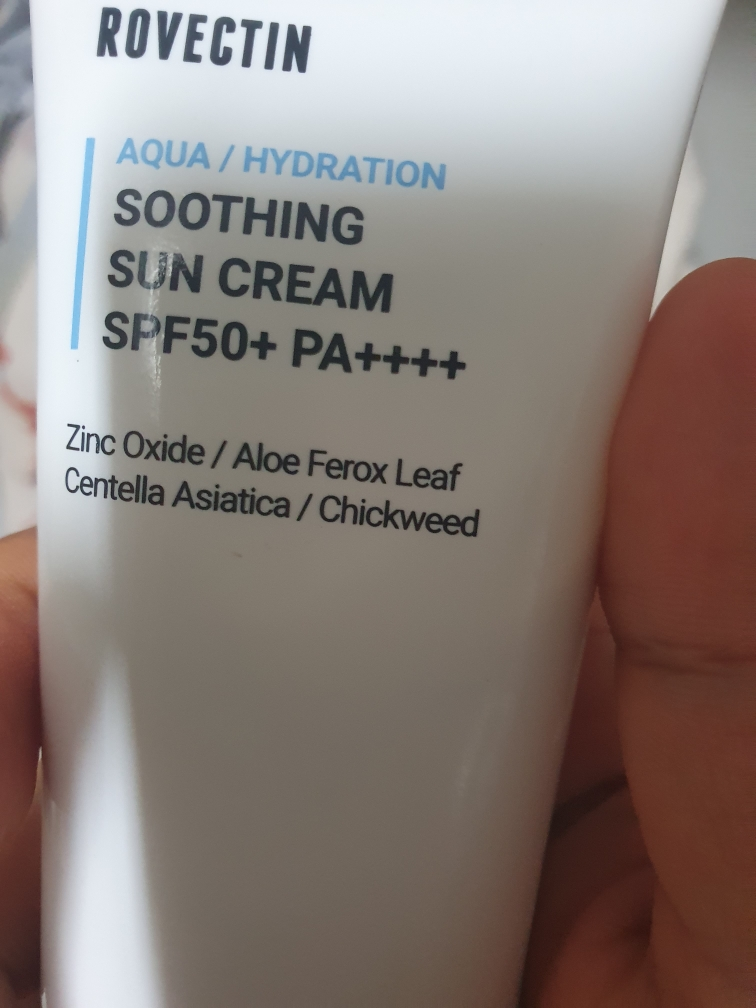 ROVECTIN
AQUA / HYDRATION
SOOTHING
SUN CREAM
SPF50+ PA++++
Zinc Oxide / Aloe Ferox Leaf
Centella Asiatica / Chickweed